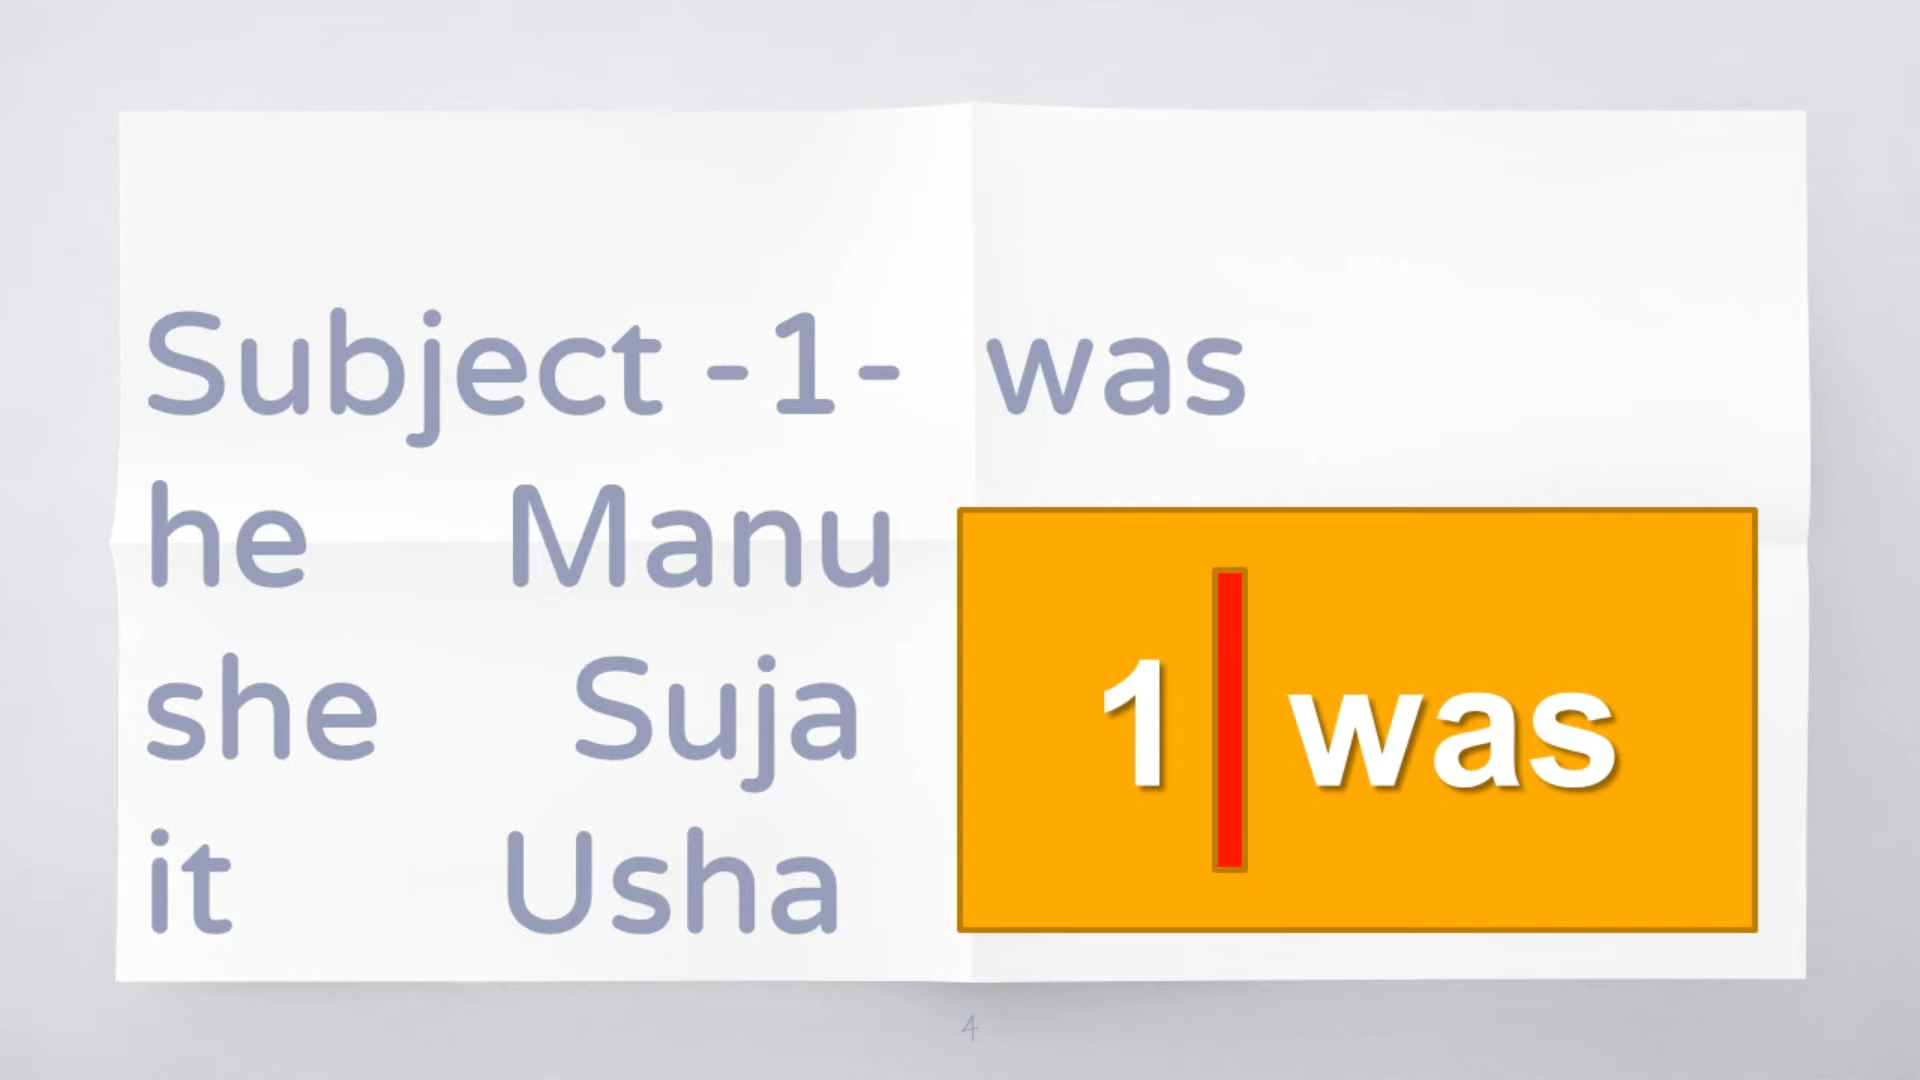 Subject -1- was
he Manu
she Suja
it Usha
1 was
4